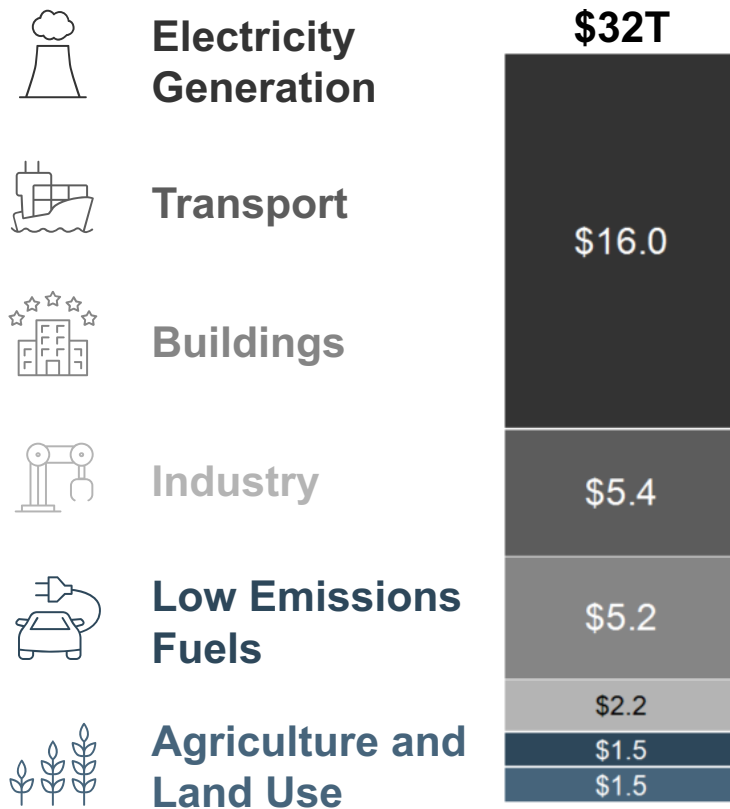 Electricity
Generation
Transport
Buildings
Industry
Low Emissions
Fuels
Agriculture and
Land Use
$32T
$16.0
$5.4
$5.2
$2.2
$1.5
$1.5